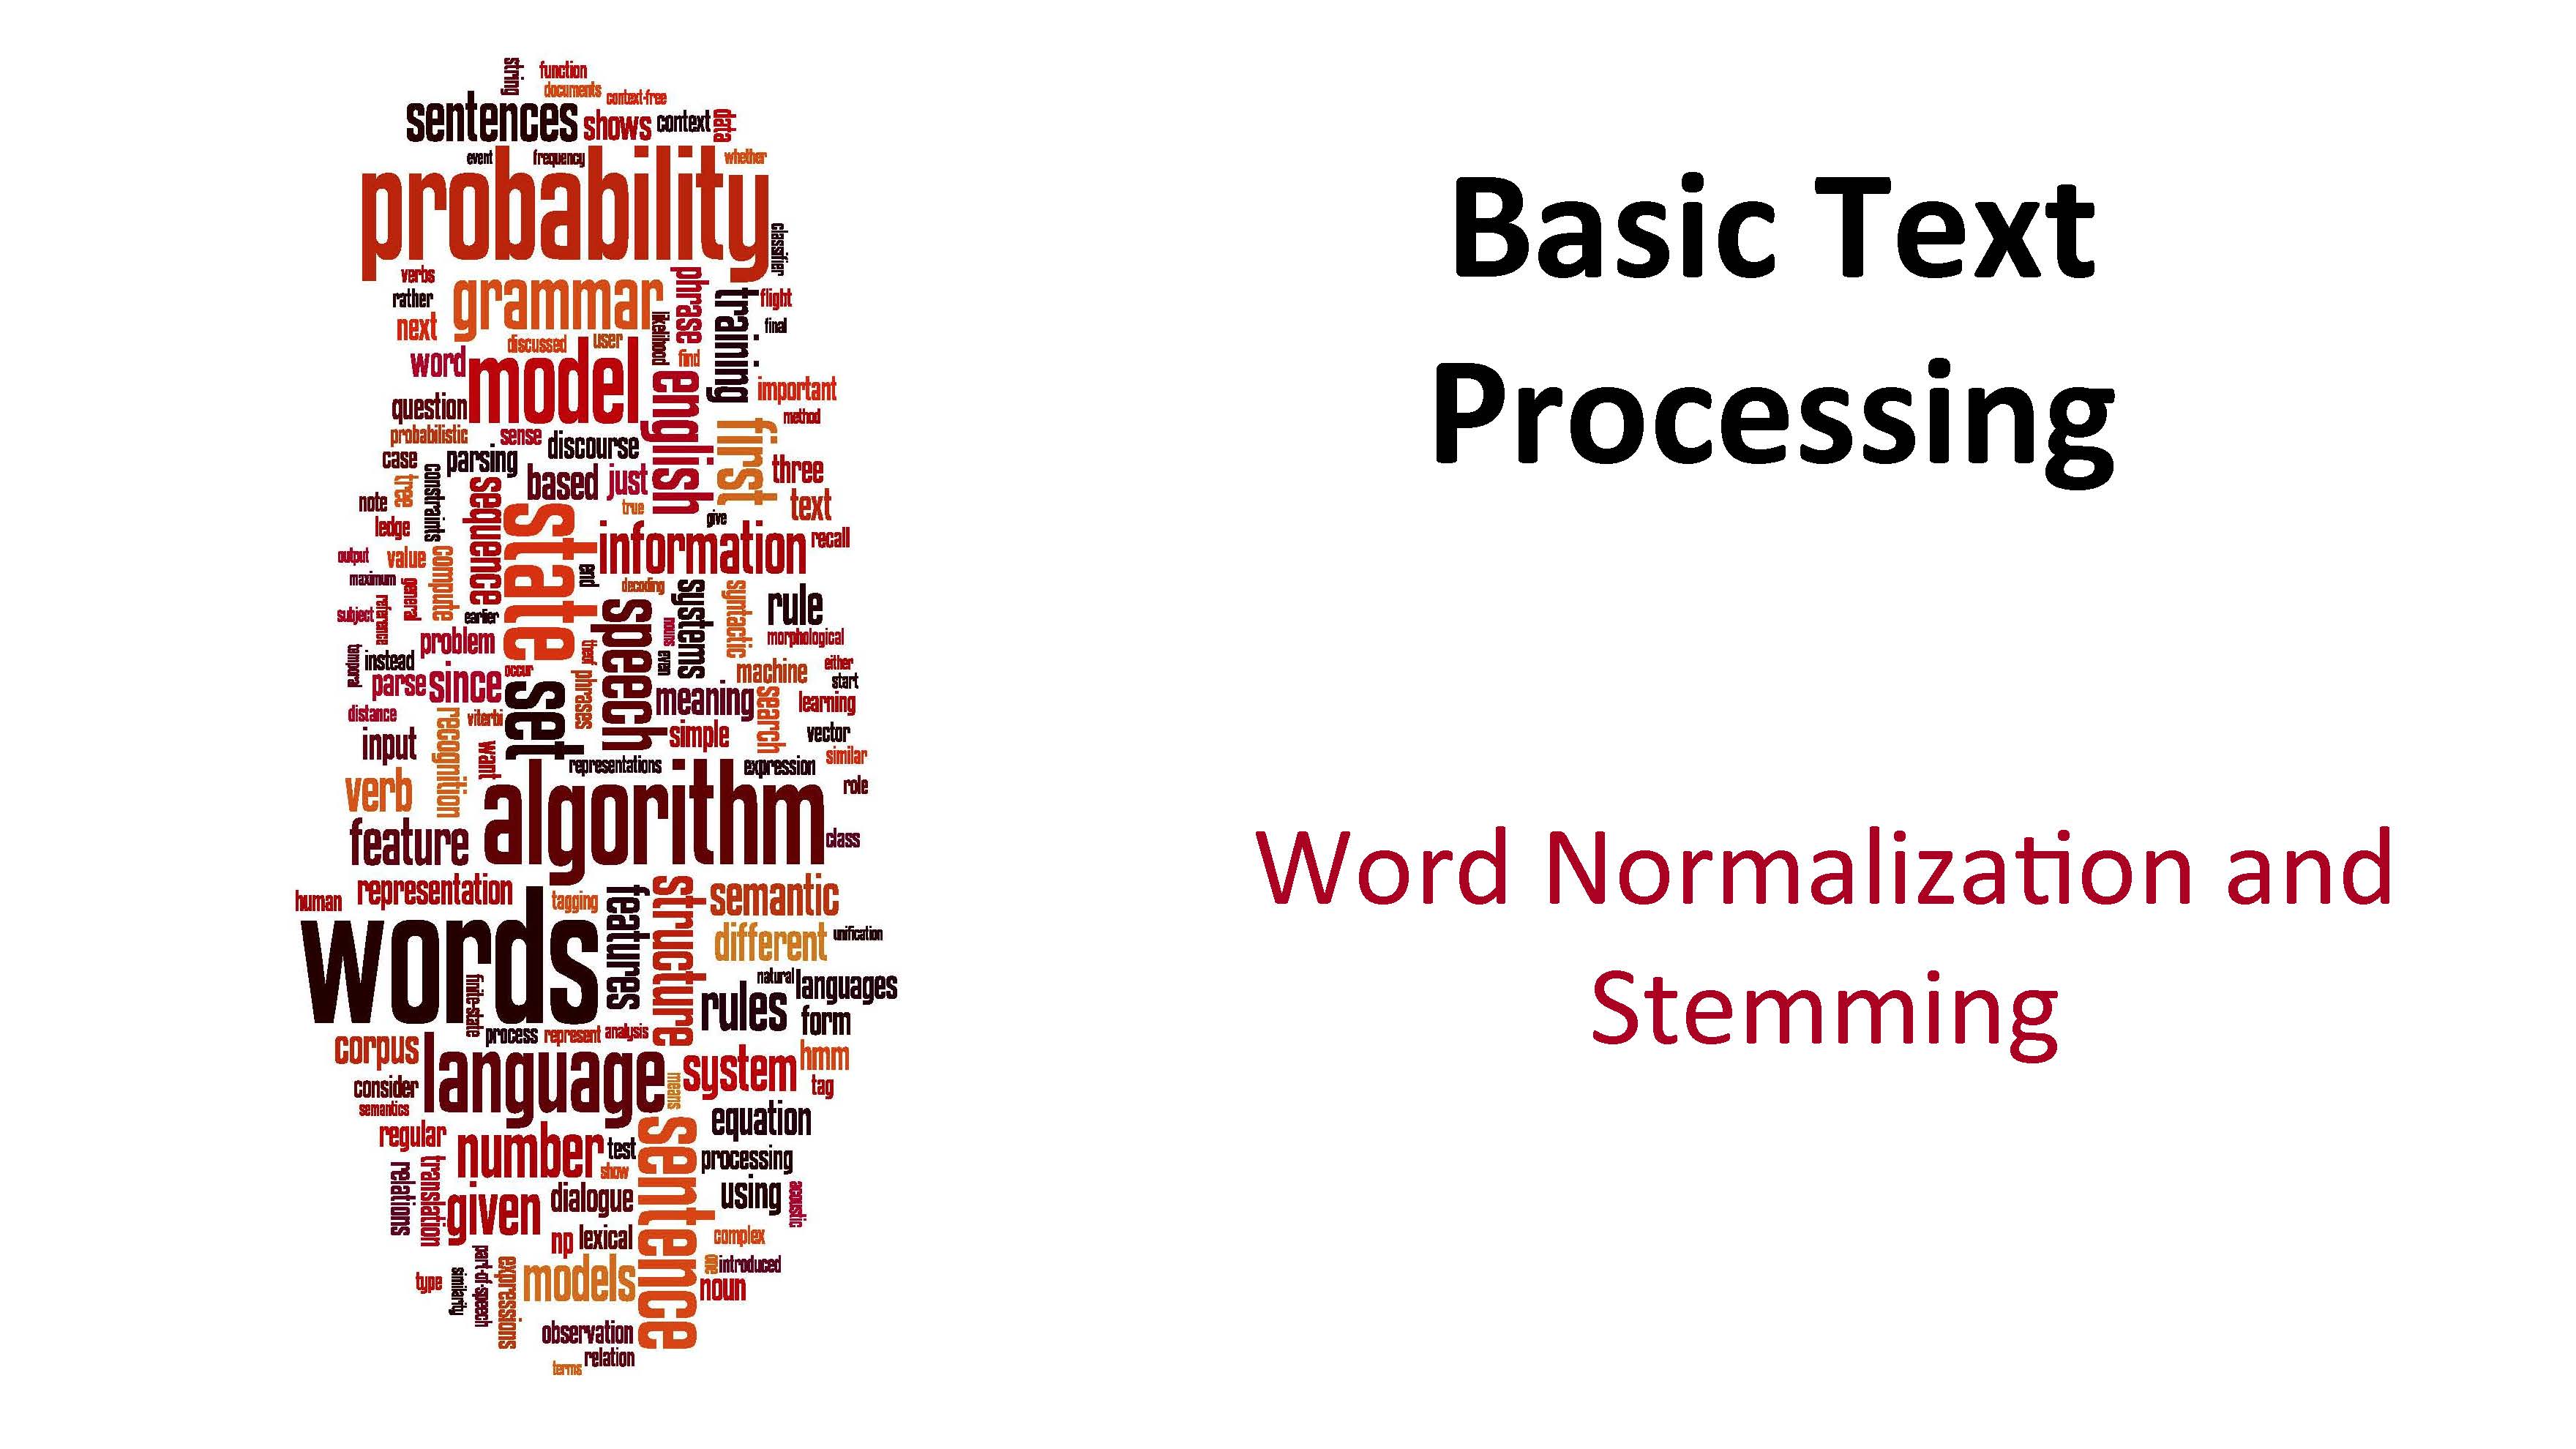 string
function
documents
context-free
sentences
shows
context
data
event
frequency
whether
probability
classifier
verbs
rather
grammar
phrase
training
flight
next
likelihood
final
discussed
user
word
model
find
english
important
question
first
method
probabilistic
sense
discourse
case
parsing
three
tree
constraints
sequence
based
just
note
true
text
ledge
state
give
information
recall
output
value
compute
end
maximum
general
decoding
systems
syntactic
rule
subject
reference
earlier
speech
nouns
morphological
problem
theof
even
temporal
instead
occur
phrases
machine
either
parse
since
set
meaning
search
start
learning
distance
recognition
viterbi
input
want
simple
vector
similar
representations
expression
verb
algorithm
role
feature
class
human
representation
tagging
features
structure
semantic
words
different
unification
finite-state
natural
languages
rules
form
process
represent
analysis
corpus
language
system
hmm
consider
means
tag
semantics
sentence
equation
regular
number
test
show
processing
relations
translation
given
dialogue
using
acoustic
np
lexical
complex
part-of-speech
expressions
one
introduced
type
similarity
models
noun
observation
relation
terms
Basic Text
Processing
Word Normalization and
Stemming